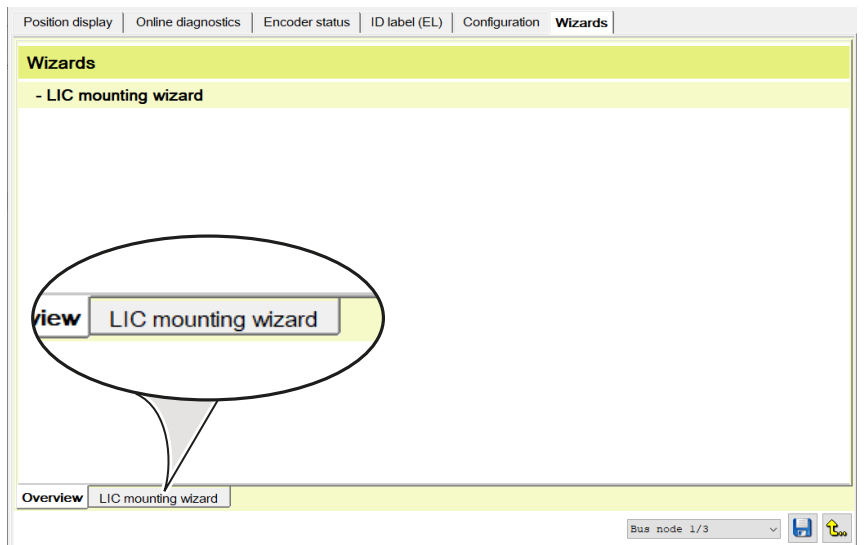 Position display Online diagnostics Encoder status ID label (EL) Configuration Wizards
Wizards
- LIC mounting wizard
view LIC mounting wizard
Overview LIC mounting wizard
Bus node 1/3